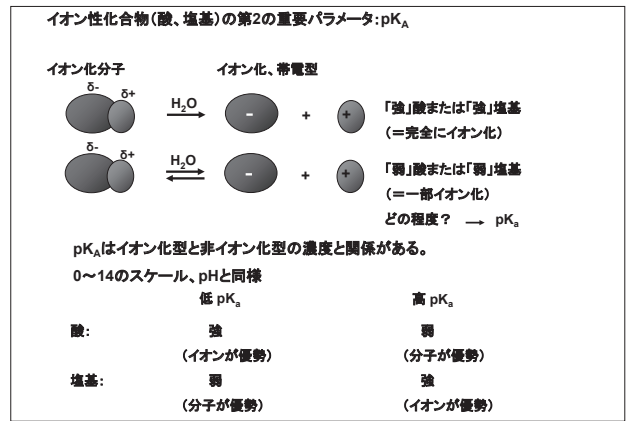 イオン性化合物(酸、塩基)の第2の重要パラメータ:pKA
イオン化分子 イオン化、帯電型
δ- δ+ H2O - + + 「強」酸または「強」塩基
(=完全にイオン化)
δ- δ+ H2O - + + 「弱」酸または「弱」塩基
(=一部イオン化)
どの程度? → pKa
pKAはイオン化型と非イオン化型の濃度と関係がある。
0~14のスケール、pHと同様
低 pKa 高 pKa
酸: 強 弱
(イオンが優勢) (分子が優勢)
塩基: 弱 強
(分子が優勢) (イオンが優勢)